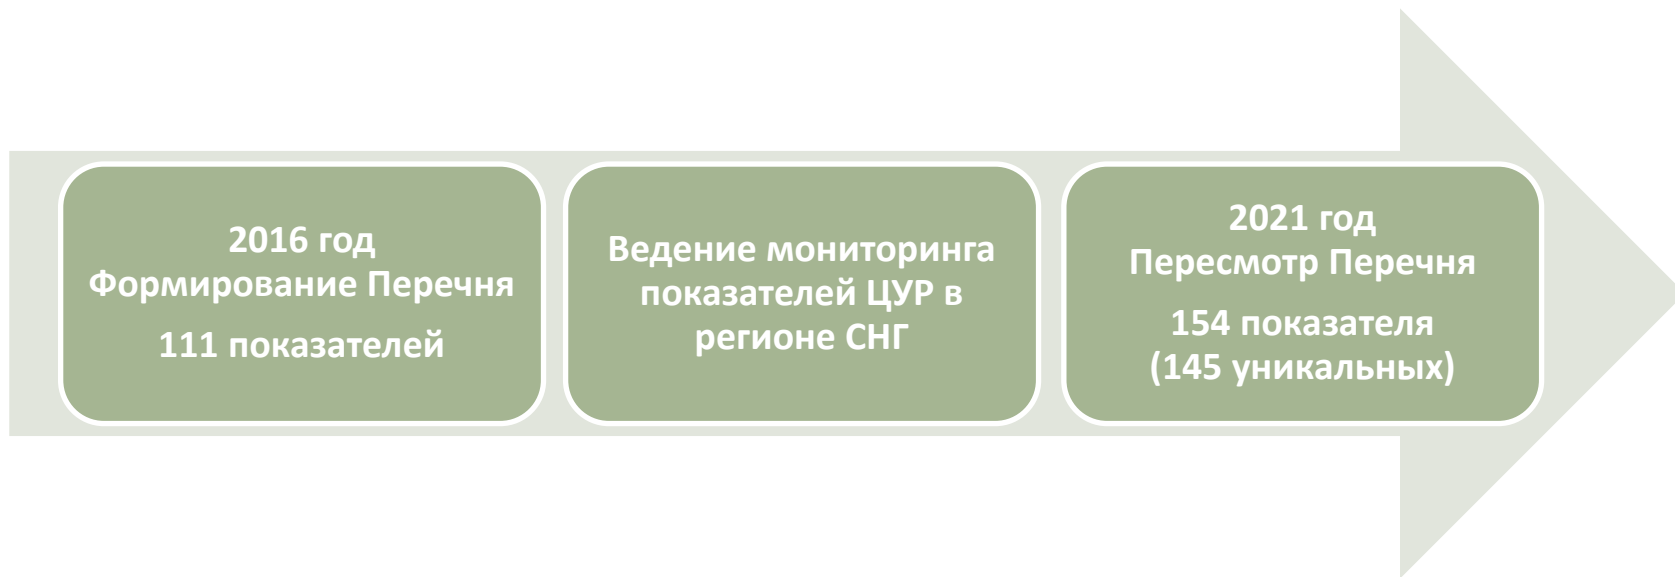 2016 год
Формирование Перечня
111 показателей
Ведение мониторинга
показателей ЦУР в
регионе СНГ
2021 год
Пересмотр Перечня
154 показателя
(145 уникальных)